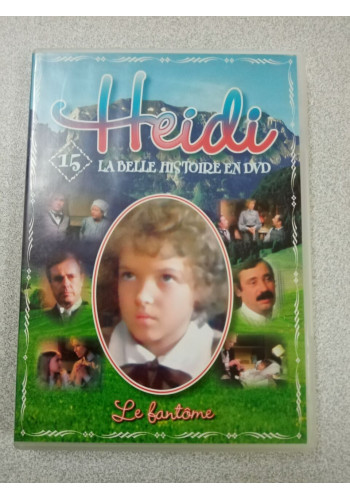 Heidi
15
LA BELLE HISTOIRE EN DVD
Le fantôme